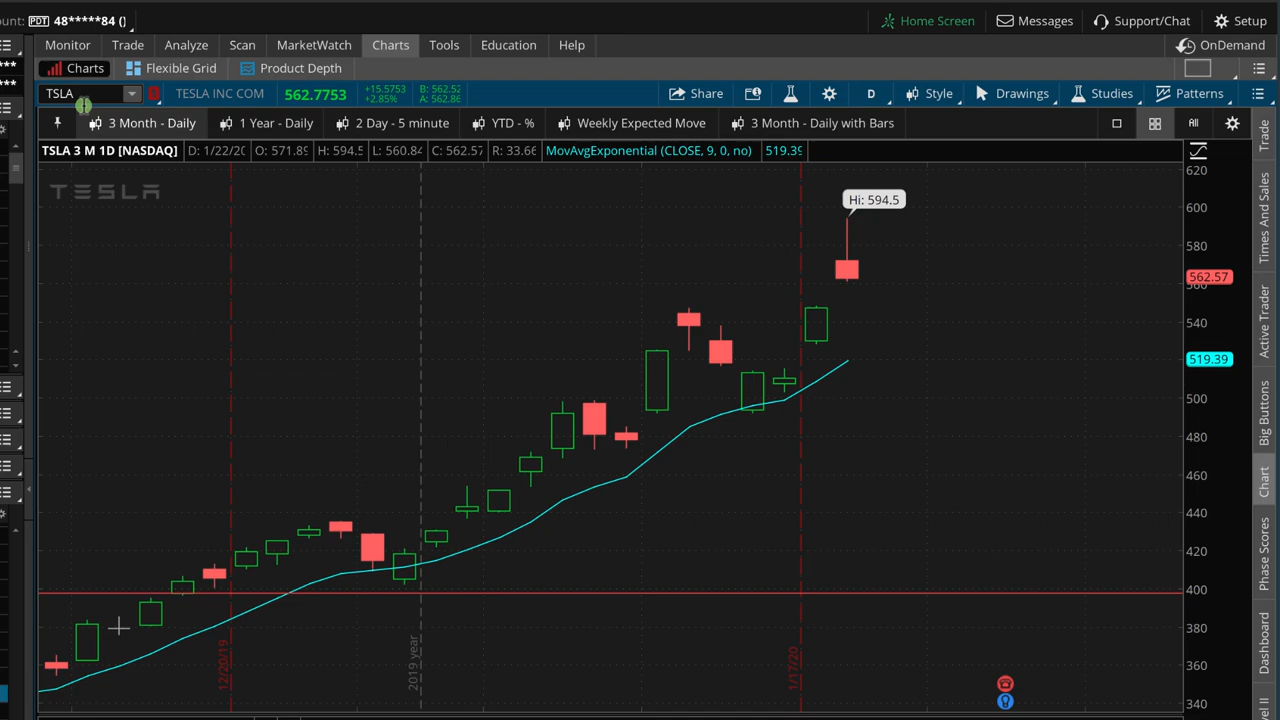 ount: PDT 48*****84 () Home Screen Messages Support/Chat Setup
Monitor Trade Analyze Scan MarketWatch Charts Tools Education Help OnDemand
Charts Flexible Grid Product Depth
TSLA TESLA INC COM 562.7753 +15.5753 B: 562.52 Share D Style Drawings Studies Patterns
+2.85% A: 562.86
3 Month - Daily 1 Year - Daily 2 Day - 5 minute YTD - % Weekly Expected Move 3 Month - Daily with Bars All
TSLA 3 M 1D [NASDAQ] D: 1/22/20 O: 571.89 H: 594.5 L: 560.84 C: 562.57 R: 33.66 MovAvgExponential (CLOSE, 9, 0, no) 519.39
TESLA
Hi: 594.5
620
600
580
562.57
560
540
519.39
500
480
460
440
420
400
380
360
340
12/20/19
2019 year
1/17/20
Trade
Times And Sales
Active Trader
Big Buttons
Chart
Phase Scores
Dashboard
vel II